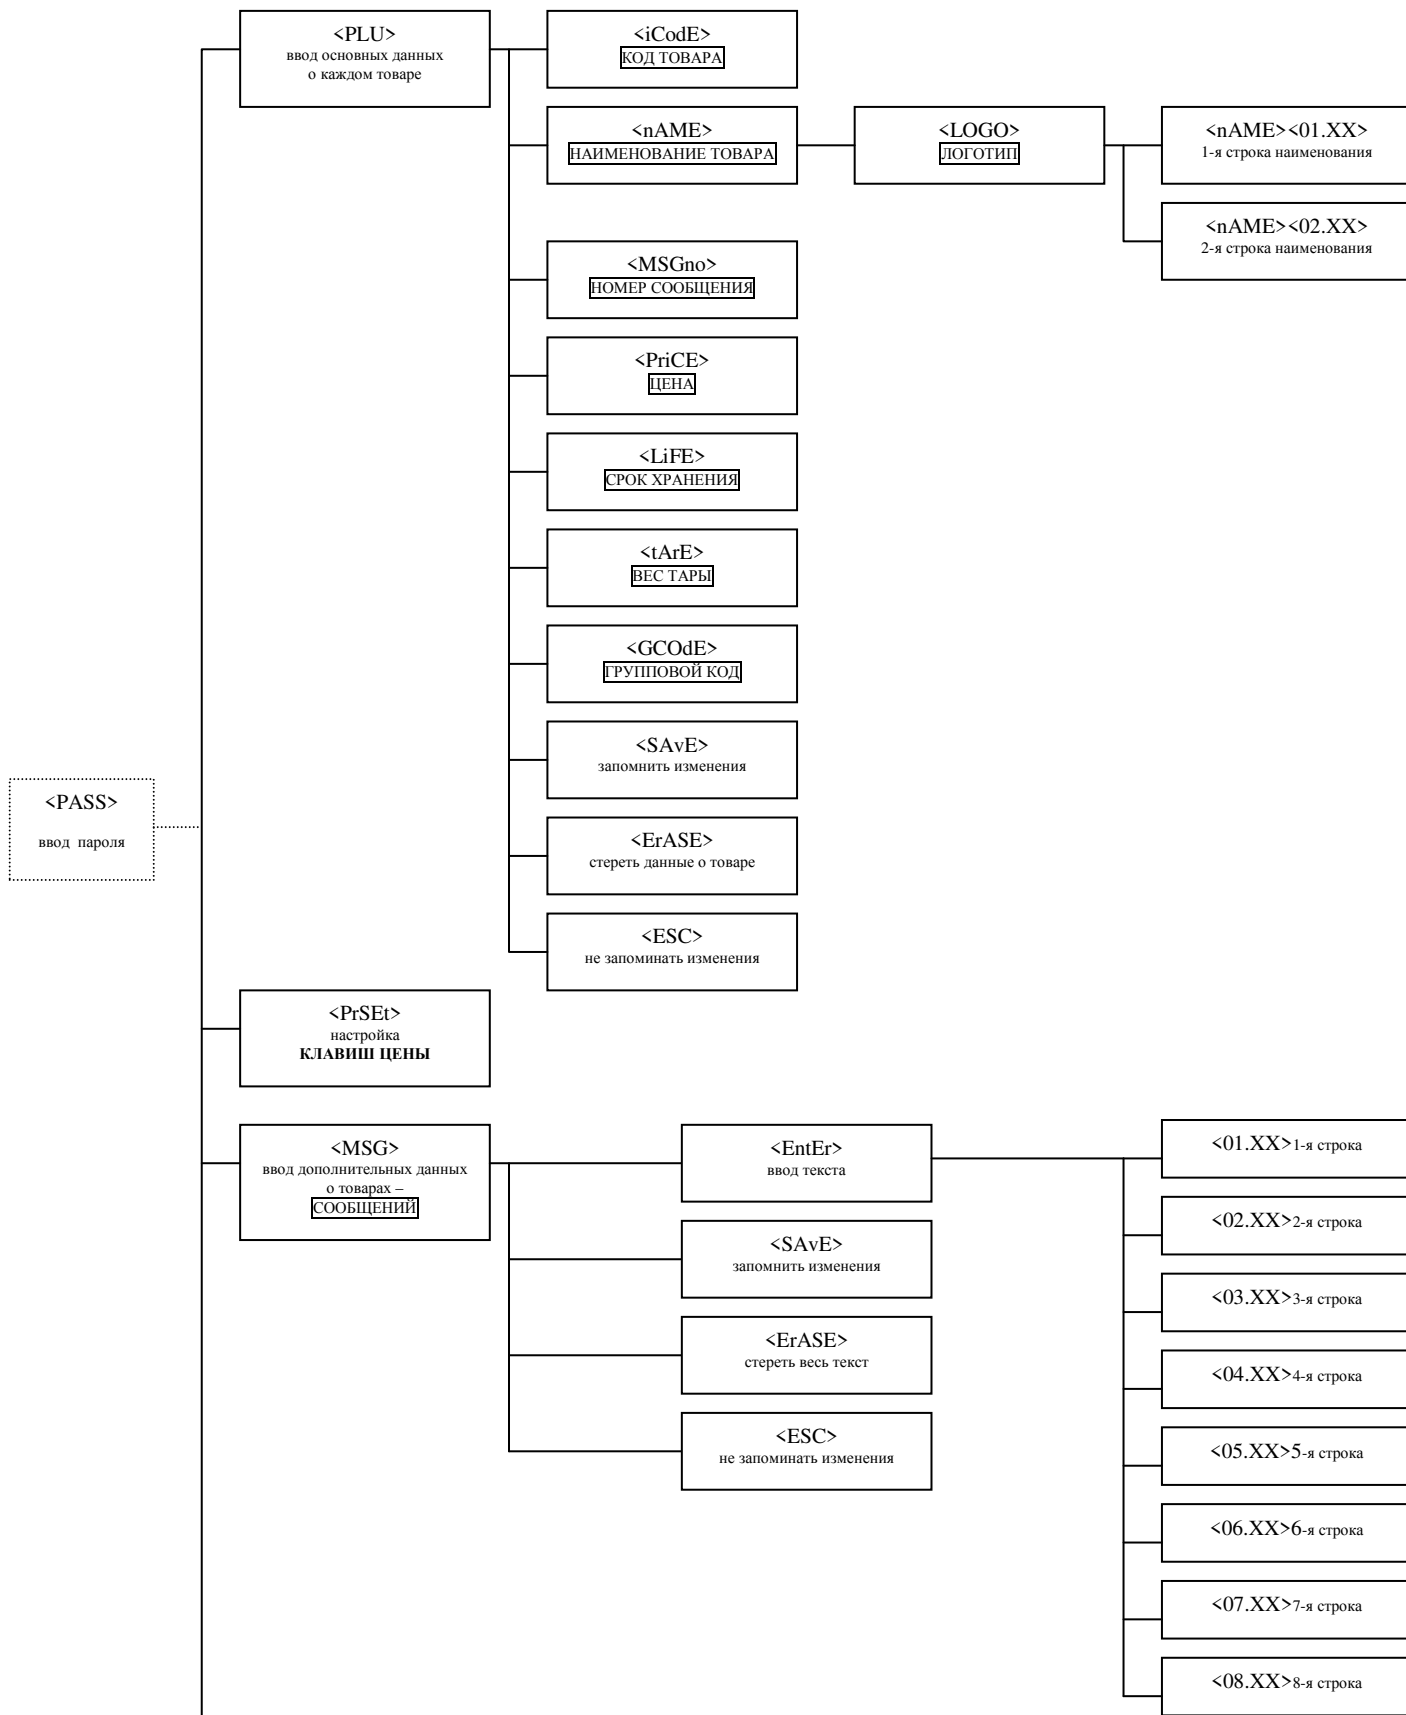 <PLU>
ввод основных данных
о каждом товаре
<iCodE>
КОД ТОВАРА
<nAME>
НАИМЕНОВАНИЕ ТОВАРА
<LOGO>
ЛОГОТИП
<nAME><01.XX>
1-я строка наименования
<nAME><02.XX>
2-я строка наименования
<MSGno>
НОМЕР СООБЩЕНИЯ
<PriCE>
ЦЕНА
<LiFE>
СРОК ХРАНЕНИЯ
<tArE>
ВЕС ТАРЫ
<GCOdE>
ГРУППОВОЙ КОД
<SAvE>
запомнить изменения
<ErASE>
стереть данные о товаре
<ESC>
не запоминать изменения
<PASS>
ввод пароля
<PrSEt>
настройка
КЛАВИШ ЦЕНЫ
<MSG>
ввод дополнительных данных
о товарах –
СООБЩЕНИЙ
<EntEr>
ввод текста
<SAvE>
запомнить изменения
<ErASE>
стереть весь текст
<ESC>
не запоминать изменения
<01.XX>1-я строка
<02.XX>2-я строка
<03.XX>3-я строка
<04.XX>4-я строка
<05.XX>5-я строка
<06.XX>6-я строка
<07.XX>7-я строка
<08.XX>8-я строка